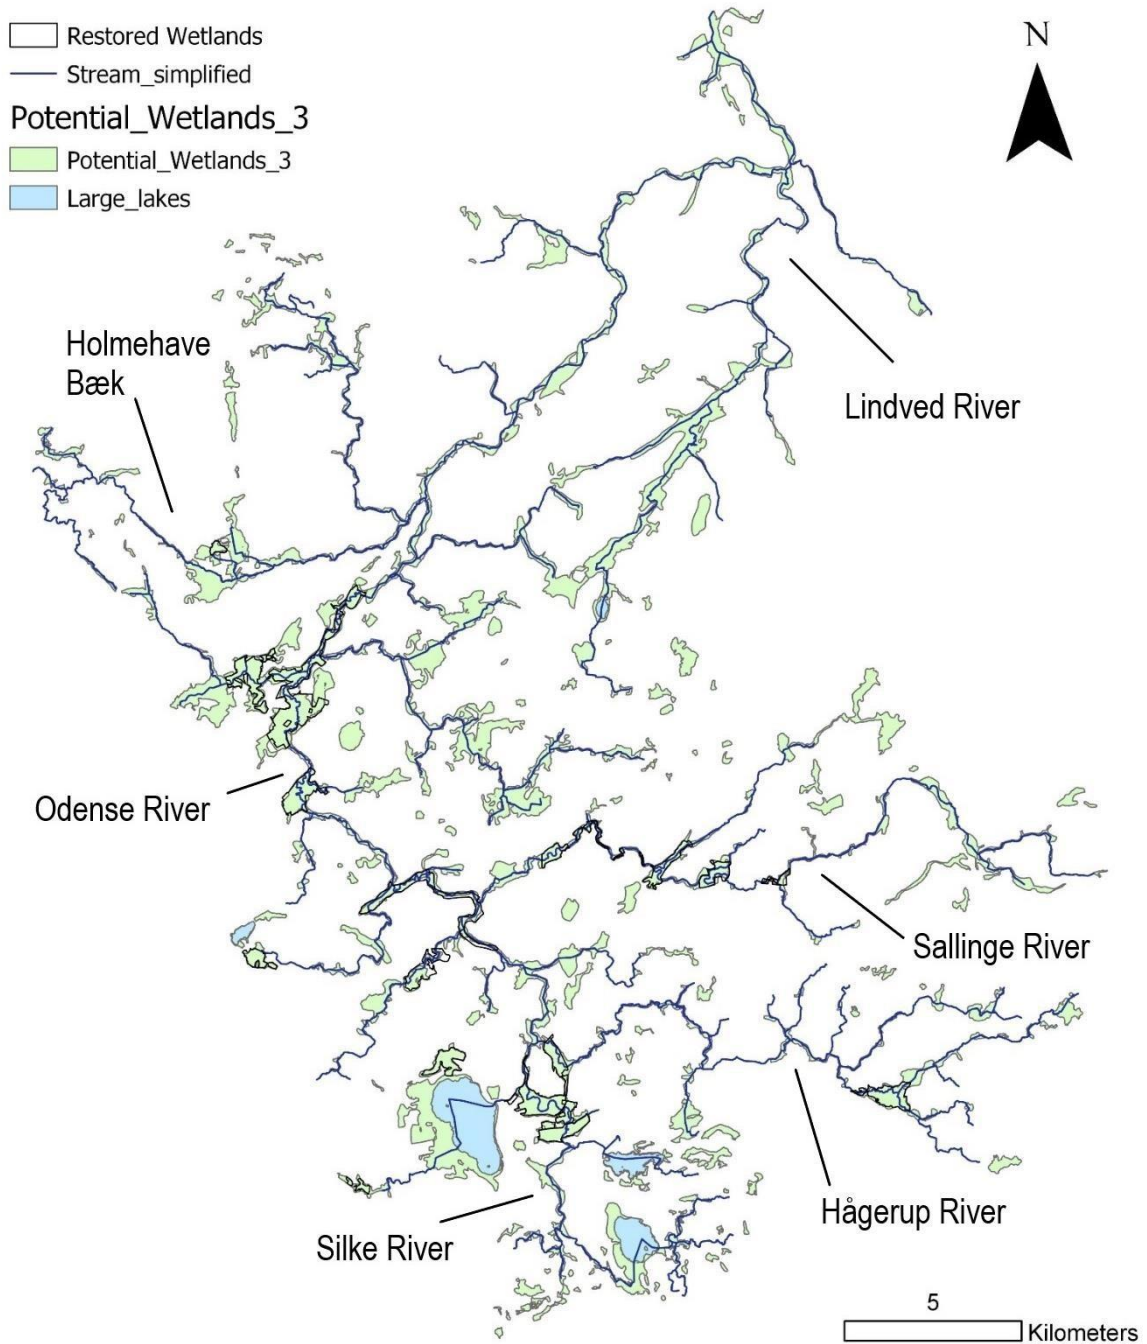 Restored Wetlands
Stream_simplified
Potential_Wetlands_3
Potential_Wetlands_3
Large_lakes
N
Holmehave
Bæk
Lindved River
Odense River
Sallinge River
Hågerup River
Silke River
5
Kilometers